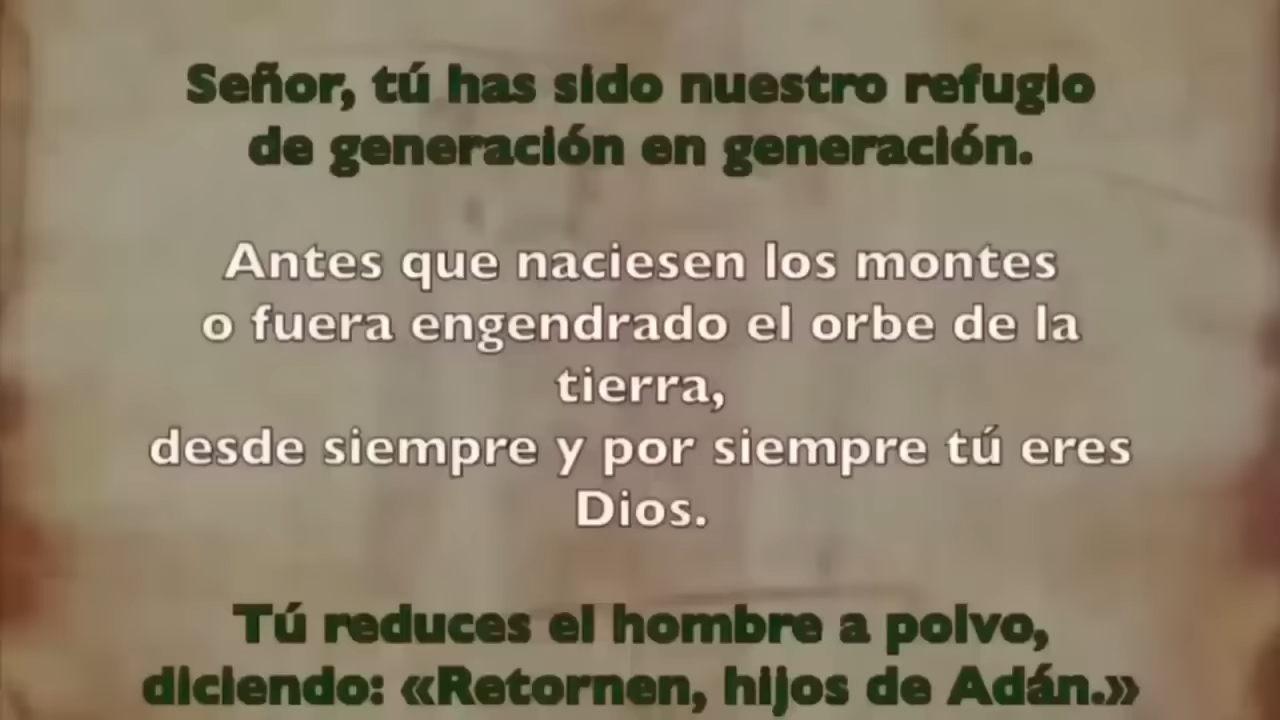 Señor, tú has sido nuestro refugio
de generación en generación.
Antes que naciesen los montes
o fuera engendrado el orbe de la
tierra,
desde siempre y por siempre tú eres
Dios.
Tú reduces el hombre a polvo,
diciendo: «Retornen, hijos de Adán.»